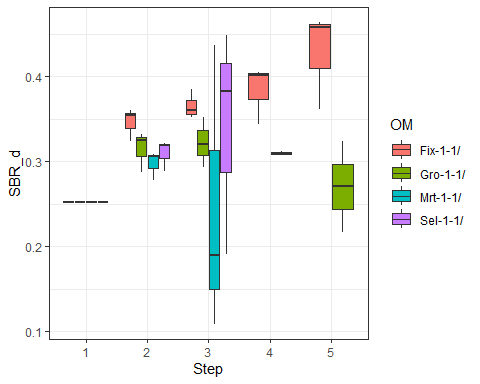 0.4
0.3
0.2
0.1
SBR_d
1 2 3 4 5
Step
OM
Fix-1-1/
Gro-1-1/
Mrt-1-1/
Sel-1-1/